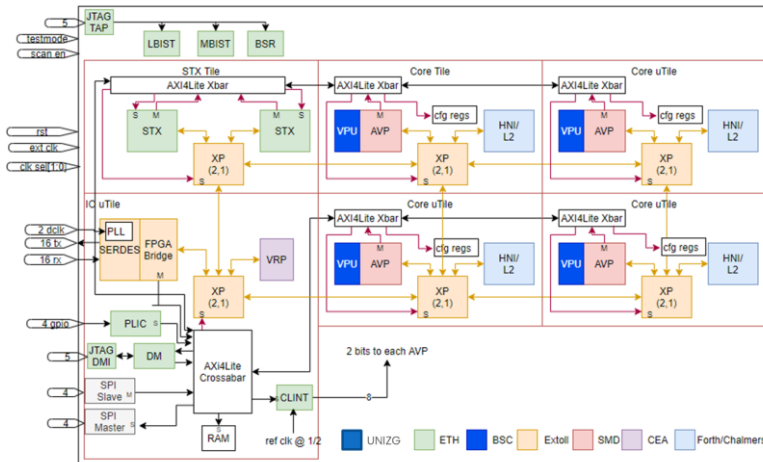 5
JTAG
TAP
testmode
scan en
LBIST
MBIST
BSR
STX Tile
AXI4Lite Xbar
S
M
M
S
STX
STX
XP
(2,1)
S
Core Tile
AXI4Lite Xbar
M
cfg regs
VPU
AVP
HNI/
L2
XP
(2,1)
S
Core uTile
AXI4Lite Xbar
M
cfg regs
VPU
AVP
HNI/
L2
XP
(2,1)
S
rst
ext clk
clk sel[1:0]
IC uTile
2 dclk
16 tx
16 rx
PLL
SERDES
FPGA
Bridge
M
VRP
XP
(2,1)
S
Core uTile
AXI4Lite Xbar
M
cfg regs
VPU
AVP
HNI/
L2
XP
(2,1)
S
Core uTile
AXI4Lite Xbar
M
cfg regs
VPU
AVP
HNI/
L2
XP
(2,1)
S
4 gpio
PLIC S
5
JTAG
DMI
DM
AXi4Lite
Crossbar
4
SPI
Slave M
4
SPI
Master S
S
RAM
CLINT
8
2 bits to each AVP
ref clk @ 1/2
UNIZG
ETH
BSC
Extoll
SMD
CEA
Forth/Chalmers